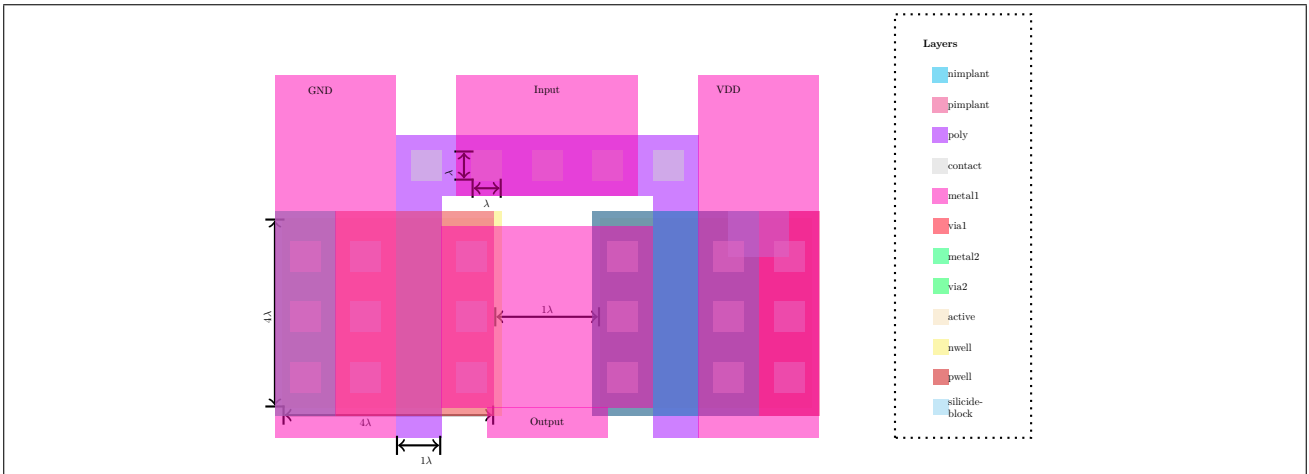 GND
Input
VDD
λ
λ
4λ
1λ
4λ
Output
1λ
Layers
nimplant
pimplant
poly
contact
metal1
via1
metal2
via2
active
nwell
pwell
silicide-
block